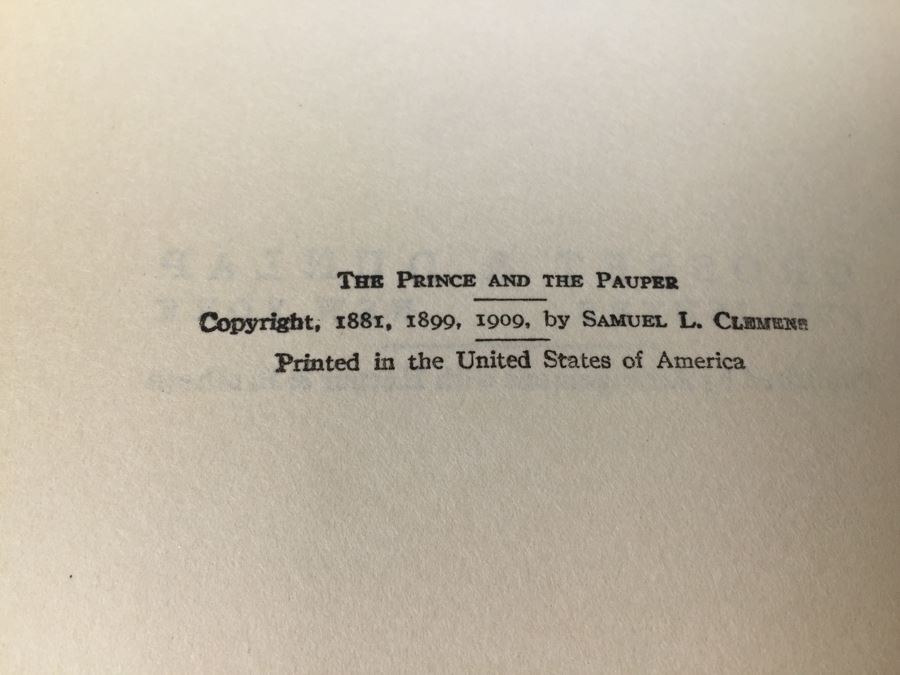 THE PRINCE AND THE PAUPER
Copyright, 1881, 1899, 1909, by SAMUEL L. CLEMENS
Printed in the United States of America